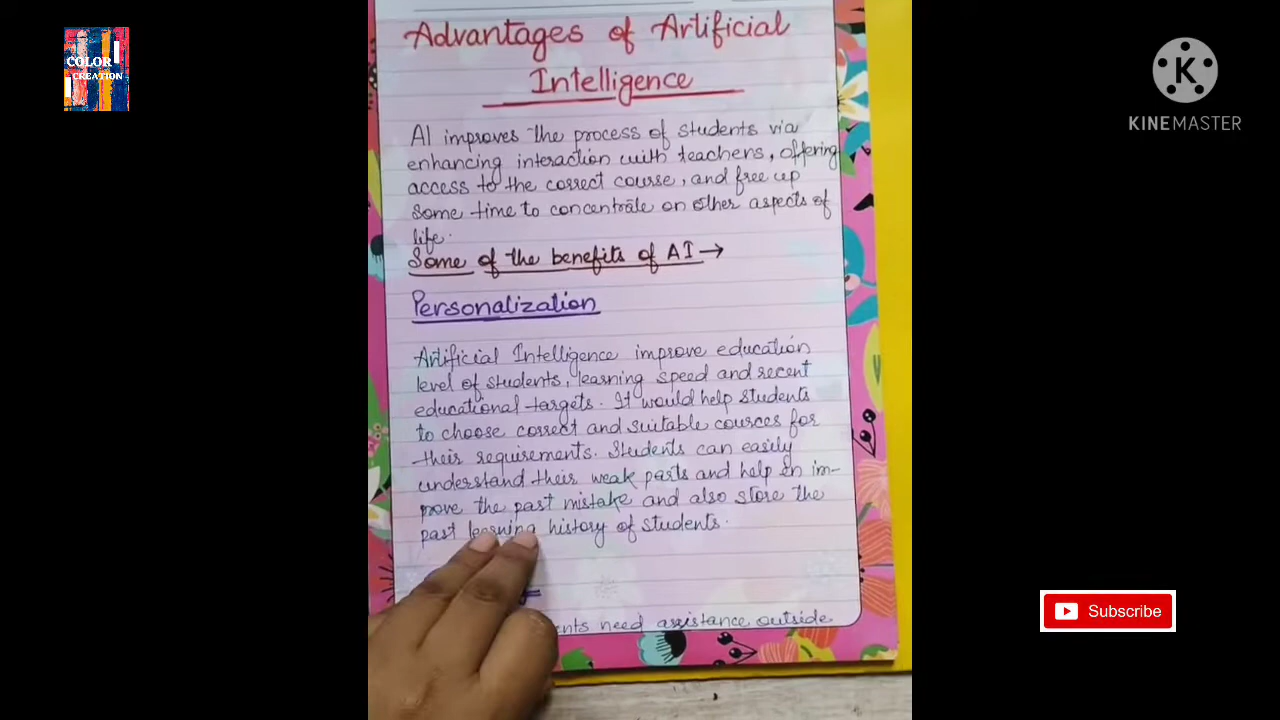 COLOR
CREATION
KINEMASTER
Advantages of Artificial
Intelligence
AI improves the process of students via
enhancing interaction with teachers, offering
access to the correct course, and free up
some time to concentrate on other aspects of
life.
Some of the benefits of AI →
Personalization
Artificial Intelligence improve education
level of students, learning speed and recent
educational targets. It would help students
to choose correct and suitable cources for
their requirements. Students can easily
understand their weak parts and help in im-
prove the past mistake and also store the
past learning history of students.
need assistance outside
Subscribe